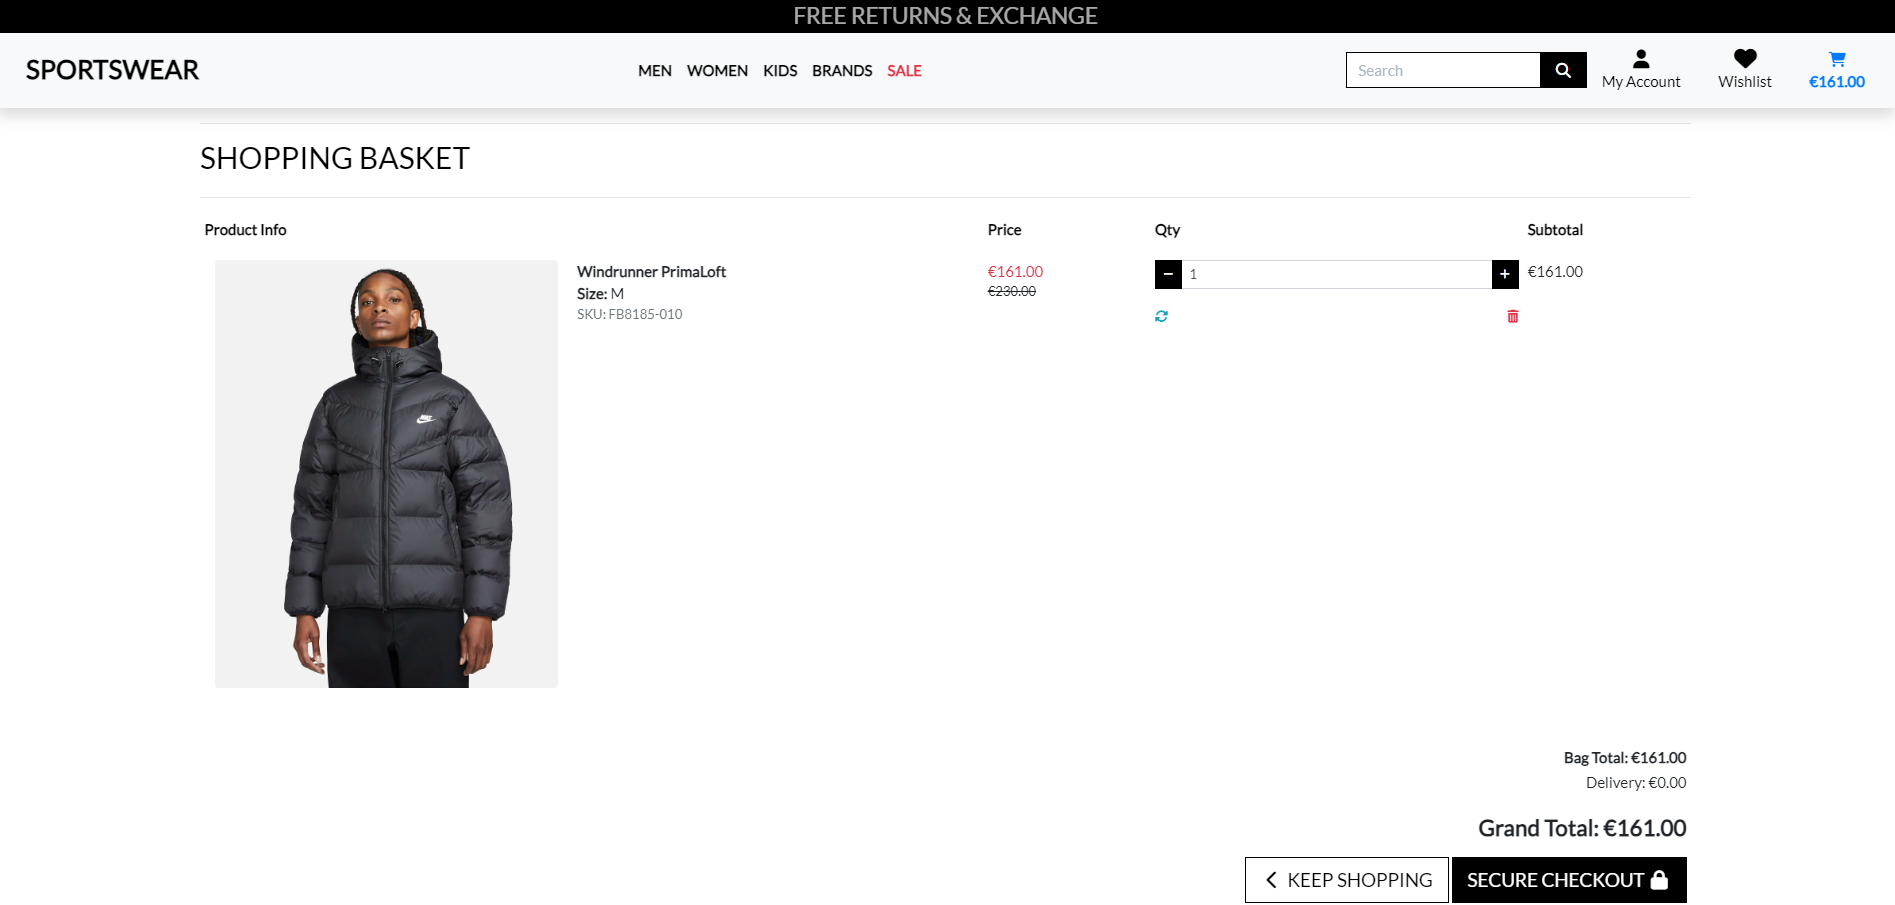 FREE RETURNS & EXCHANGE
SPORTSWEAR
MEN WOMEN KIDS BRANDS SALE
Search
My Account
Wishlist
€161.00
SHOPPING BASKET
Product Info Price Qty Subtotal
Windrunner PrimaLoft
Size: M
SKU: FB8185-010
€161.00
€230.00
1
€161.00
NIKE
Bag Total: €161.00
Delivery: €0.00
Grand Total: €161.00
KEEP SHOPPING
SECURE CHECKOUT